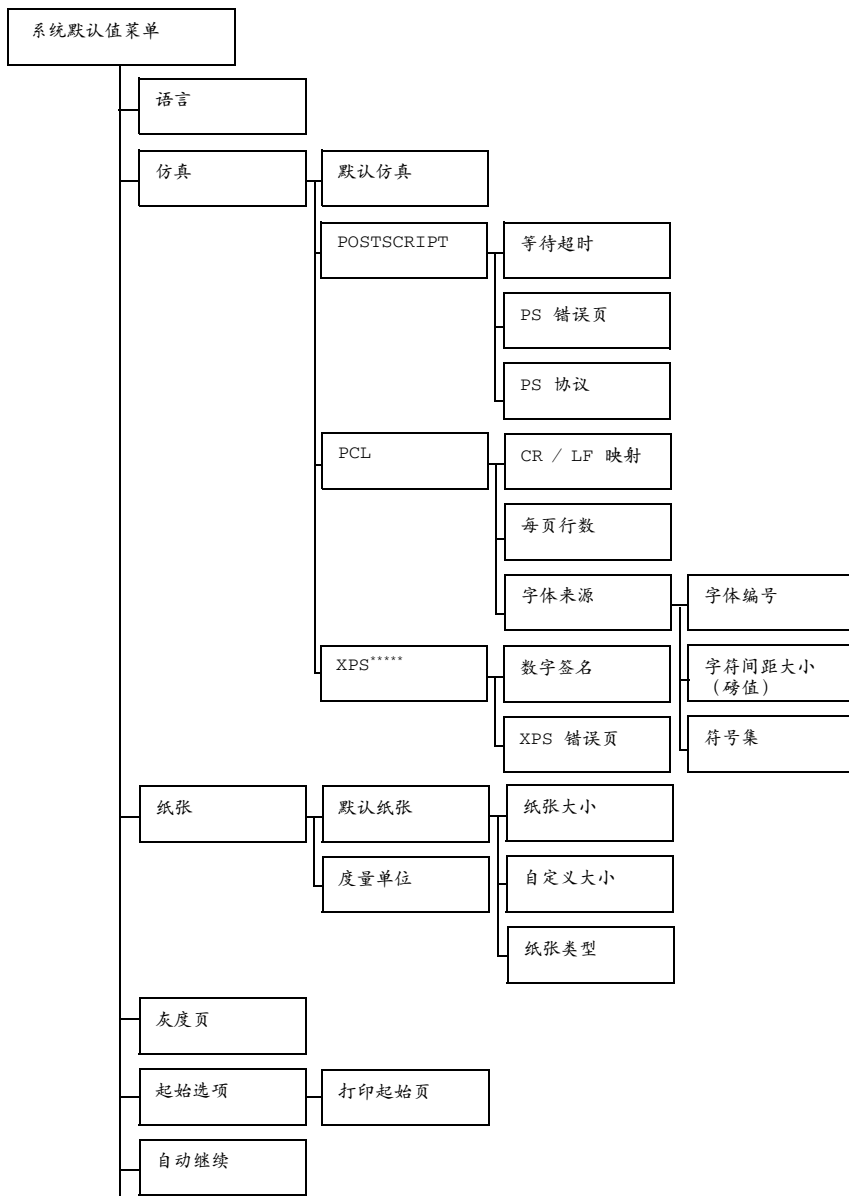 系统默认值菜单
语言
仿真
默认仿真
POSTSCRIPT
等待超时
PS 错误页
PS 协议
PCL
CR / LF 映射
每页行数
字体来源
字体编号
字符间距大小
（磅值）
符号集
XPS*****
数字签名
XPS 错误页
纸张
默认纸张
纸张大小
自定义大小
纸张类型
度量单位
灰度页
起始选项
打印起始页
自动继续